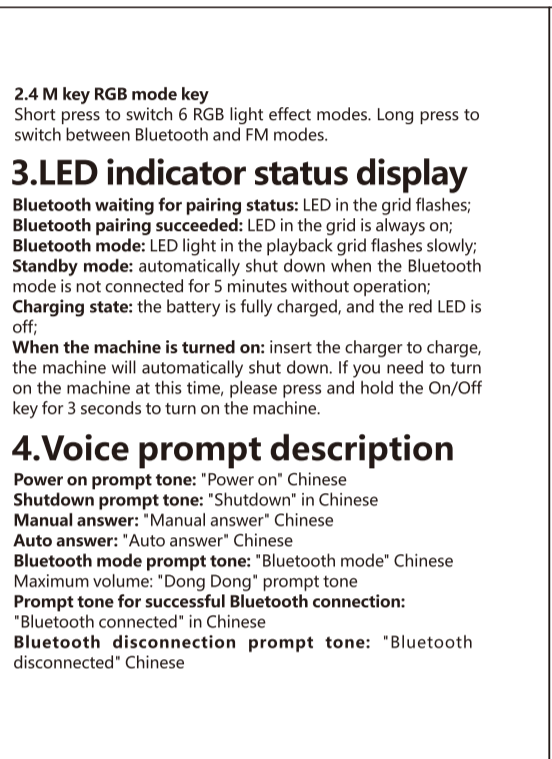 2.4 M key RGB mode key
Short press to switch 6 RGB light effect modes. Long press to
switch between Bluetooth and FM modes.
3.LED indicator status display
Bluetooth waiting for pairing status: LED in the grid flashes;
Bluetooth pairing succeeded: LED in the grid is always on;
Bluetooth mode: LED light in the playback grid flashes slowly;
Standby mode: automatically shut down when the Bluetooth
mode is not connected for 5 minutes without operation;
Charging state: the battery is fully charged, and the red LED is
off;
When the machine is turned on: insert the charger to charge,
the machine will automatically shut down. If you need to turn
on the machine at this time, please press and hold the On/Off
key for 3 seconds to turn on the machine.
4.Voice prompt description
Power on prompt tone: "Power on" Chinese
Shutdown prompt tone: "Shutdown" in Chinese
Manual answer: "Manual answer" Chinese
Auto answer: "Auto answer" Chinese
Bluetooth mode prompt tone: "Bluetooth mode" Chinese
Maximum volume: "Dong Dong" prompt tone
Prompt tone for successful Bluetooth connection:
"Bluetooth connected" in Chinese
Bluetooth disconnection prompt tone: "Bluetooth
disconnected" Chinese